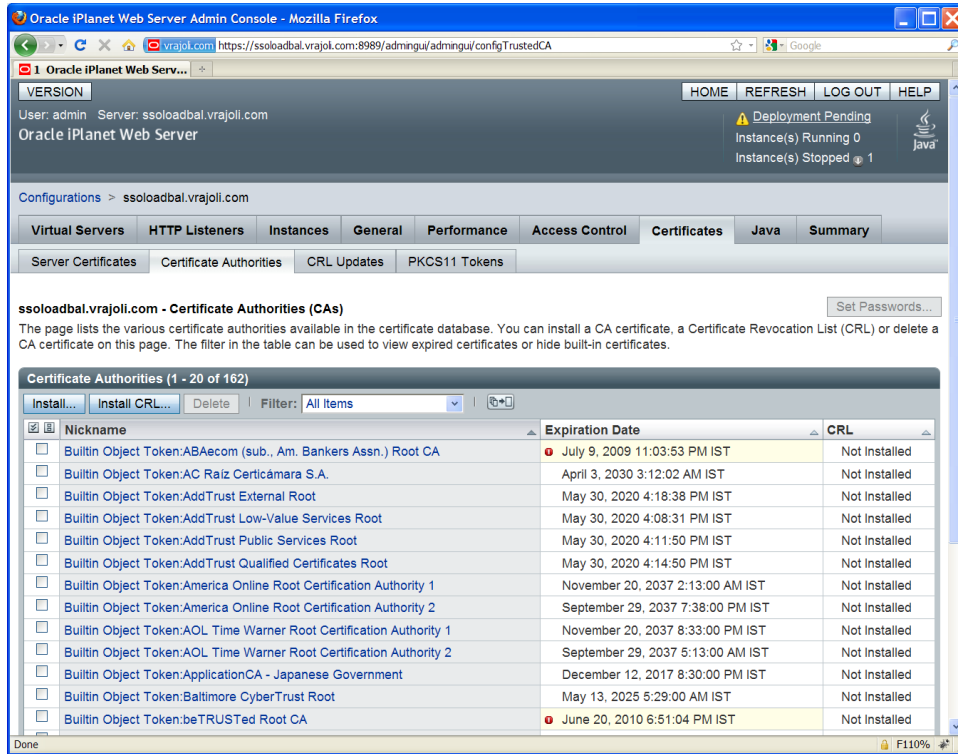 Oracle iPlanet Web Server Admin Console - Mozilla Firefox
vrajoli.com https://ssoloadbal.vrajoli.com:8989/admingui/admingui/configTrustedCA
Google
1 Oracle iPlanet Web Serv...
VERSION HOME REFRESH LOG OUT HELP
User: admin Server: ssoloadbal.vrajoli.com
Oracle iPlanet Web Server
Deployment Pending
Instance(s) Running 0
Instance(s) Stopped 1
Java
Configurations > ssoloadbal.vrajoli.com
Virtual Servers HTTP Listeners Instances General Performance Access Control Certificates Java Summary
Server Certificates Certificate Authorities CRL Updates PKCS11 Tokens
ssoloadbal.vrajoli.com - Certificate Authorities (CAs)
Set Passwords...
The page lists the various certificate authorities available in the certificate database. You can install a CA certificate, a Certificate Revocation List (CRL) or delete a
CA certificate on this page. The filter in the table can be used to view expired certificates or hide built-in certificates.
Certificate Authorities (1 - 20 of 162)
Install... Install CRL... Delete Filter: All Items
Nickname Expiration Date CRL
Builtin Object Token:ABAecom (sub., Am. Bankers Assn.) Root CA July 9, 2009 11:03:53 PM IST Not Installed
Builtin Object Token:AC Raíz Certicámara S.A. April 3, 2030 3:12:02 AM IST Not Installed
Builtin Object Token:AddTrust External Root May 30, 2020 4:18:38 PM IST Not Installed
Builtin Object Token:AddTrust Low-Value Services Root May 30, 2020 4:08:31 PM IST Not Installed
Builtin Object Token:AddTrust Public Services Root May 30, 2020 4:11:50 PM IST Not Installed
Builtin Object Token:AddTrust Qualified Certificates Root May 30, 2020 4:14:50 PM IST Not Installed
Builtin Object Token:America Online Root Certification Authority 1 November 20, 2037 2:13:00 AM IST Not Installed
Builtin Object Token:America Online Root Certification Authority 2 September 29, 2037 7:38:00 PM IST Not Installed
Builtin Object Token:AOL Time Warner Root Certification Authority 1 November 20, 2037 8:33:00 PM IST Not Installed
Builtin Object Token:AOL Time Warner Root Certification Authority 2 September 29, 2037 5:13:00 AM IST Not Installed
Builtin Object Token:ApplicationCA - Japanese Government December 12, 2017 8:30:00 PM IST Not Installed
Builtin Object Token:Baltimore CyberTrust Root May 13, 2025 5:29:00 AM IST Not Installed
Builtin Object Token:beTRUSTed Root CA June 20, 2010 6:51:04 PM IST Not Installed
Done F110%